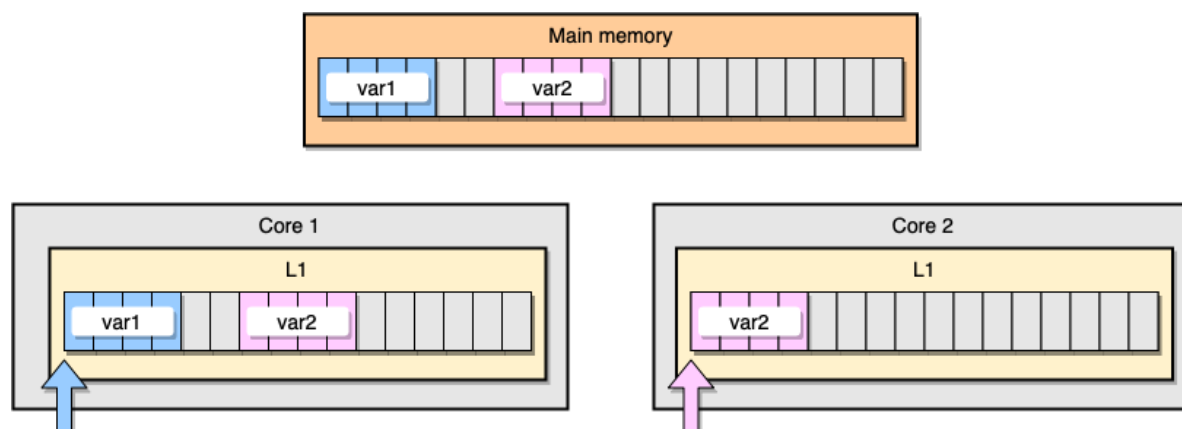 Main memory
var1
var2
Core 1
L1
var1
var2
Core 2
L1
var2